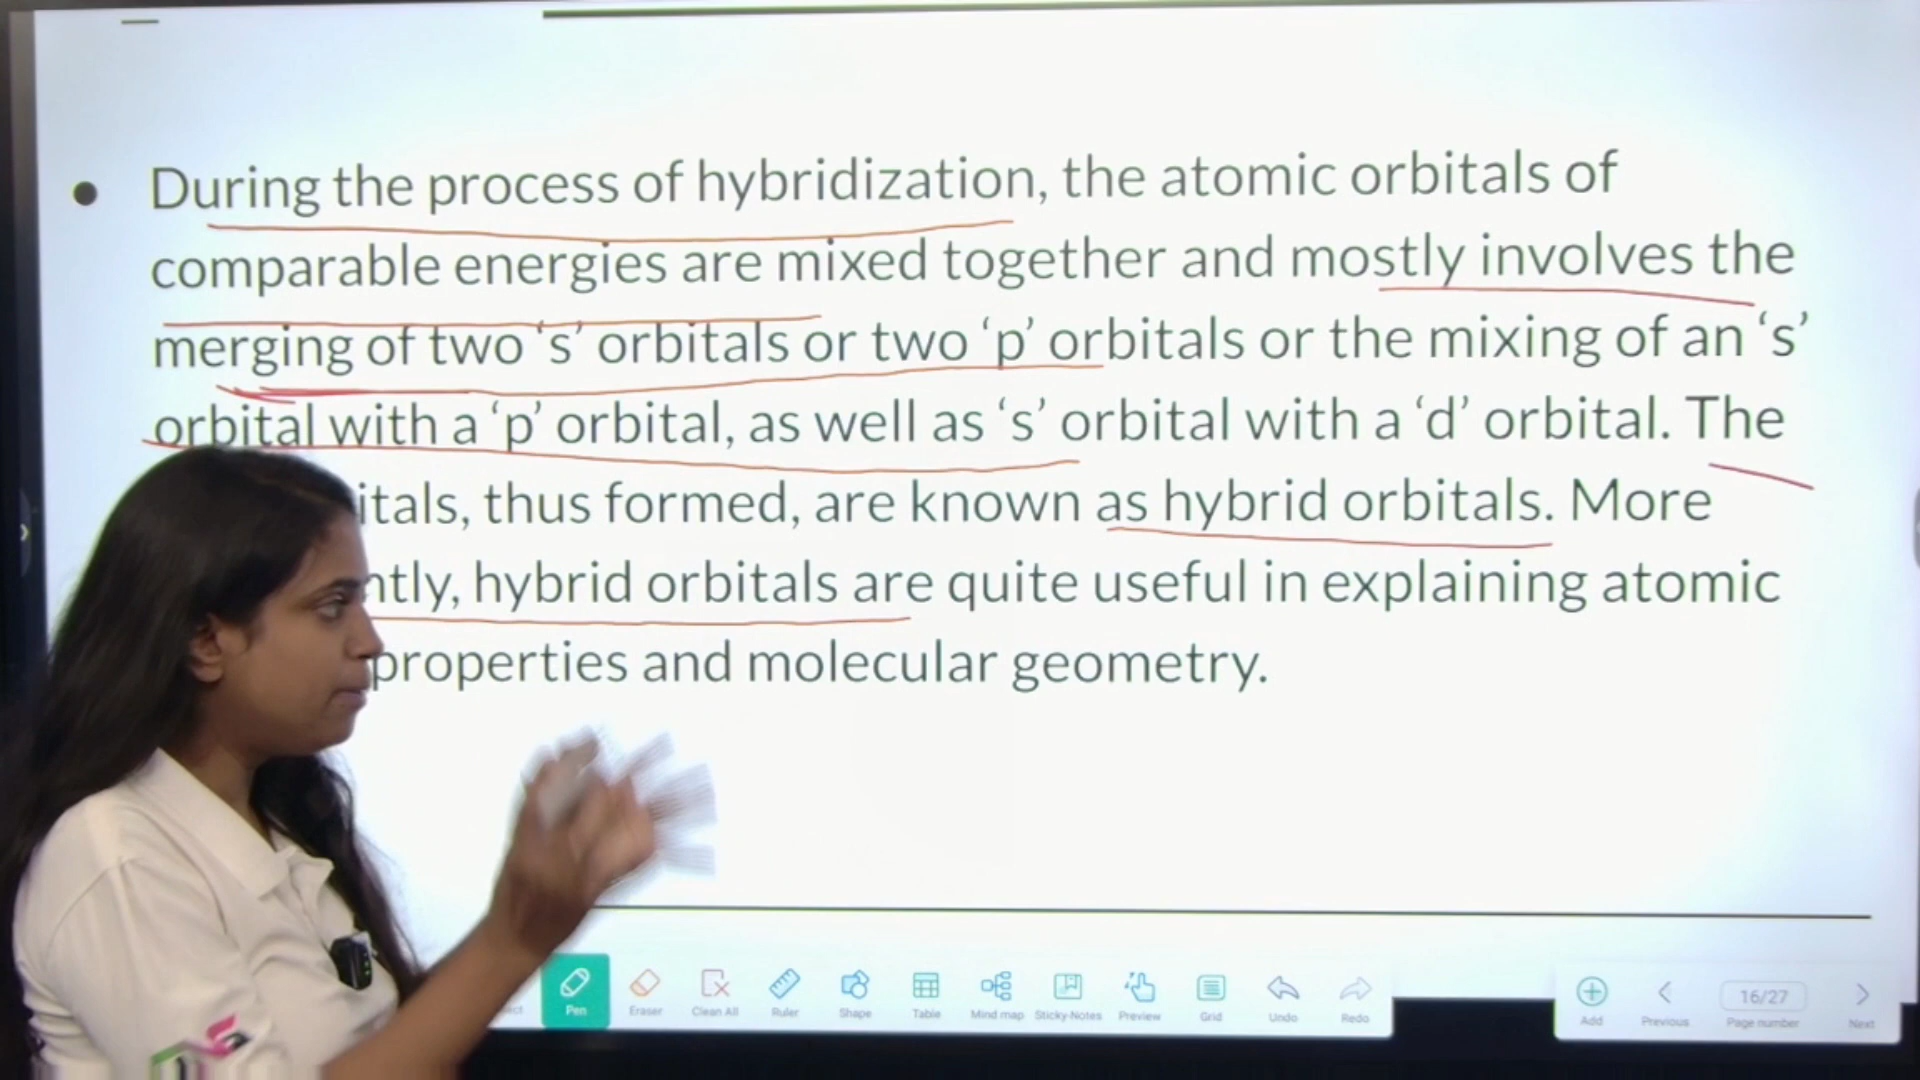 ● During the process of hybridization, the atomic orbitals of
comparable energies are mixed together and mostly involves the
merging of two ‘s’ orbitals or two ‘p’ orbitals or the mixing of an ‘s’
orbital with a ‘p’ orbital, as well as ‘s’ orbital with a ‘d’ orbital. The
itals, thus formed, are known as hybrid orbitals. More
ntly, hybrid orbitals are quite useful in explaining atomic
properties and molecular geometry.
ect Pen Eraser Clean All Ruler Shape Table Mind map Sticky-Notes Preview Grid Undo Redo Add Previous 16/27 Page number Next